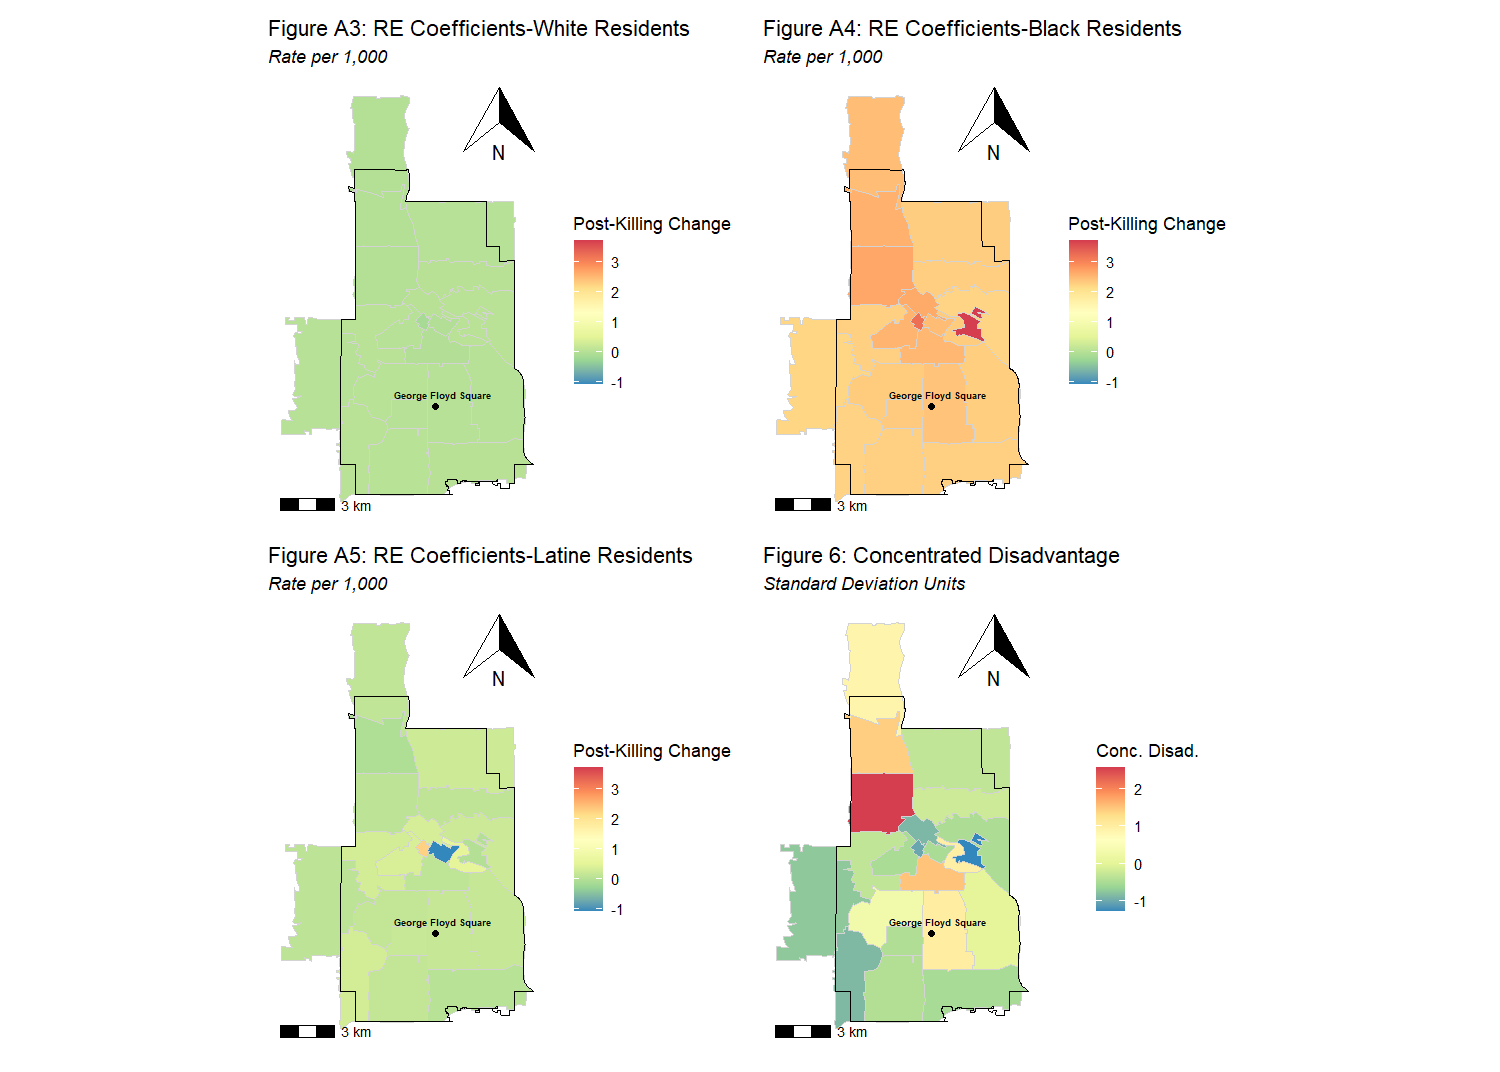 Figure A3: RE Coefficients-White Residents
Rate per 1,000
N
Post-Killing Change
3
2
1
0
-1
George Floyd Square
3 km
Figure A4: RE Coefficients-Black Residents
Rate per 1,000
N
Post-Killing Change
3
2
1
0
-1
George Floyd Square
3 km
Figure A5: RE Coefficients-Latine Residents
Rate per 1,000
N
Post-Killing Change
3
2
1
0
-1
George Floyd Square
3 km
Figure 6: Concentrated Disadvantage
Standard Deviation Units
N
Conc. Disad.
2
1
0
-1
George Floyd Square
3 km